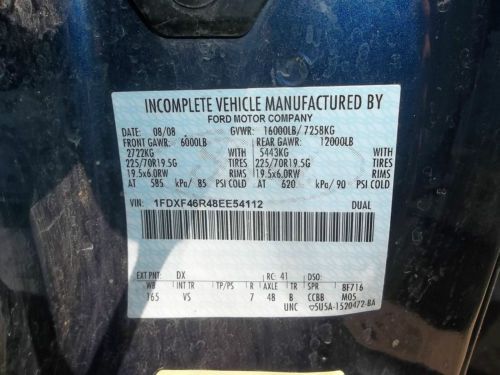 INCOMPLETE VEHICLE MANUFACTURED BY
FORD MOTOR COMPANY
DATE: 08/08 GVWR: 16000LB/ 7258KG
FRONT GAWR: 6000LB REAR GAWR: 12000LB
2722KG WITH 5443KG WITH
225/70R19.5G TIRES 225/70R19.5G TIRES
19.5x6.0RW RIMS 19.5x6.0RW RIMS
AT 585 kPa/ 85 PSI COLD AT 620 kPa/ 90 PSI COLD
VIN: 1FDXF46R48EE54112 DUAL
EXT PNT: DX RC: 41 DSO:
WB INT TR TP/PS R AXLE TR SPR 8F716
165 VS 7 48 B CCBB M05
UNC ▽5U5A-1520472-BA